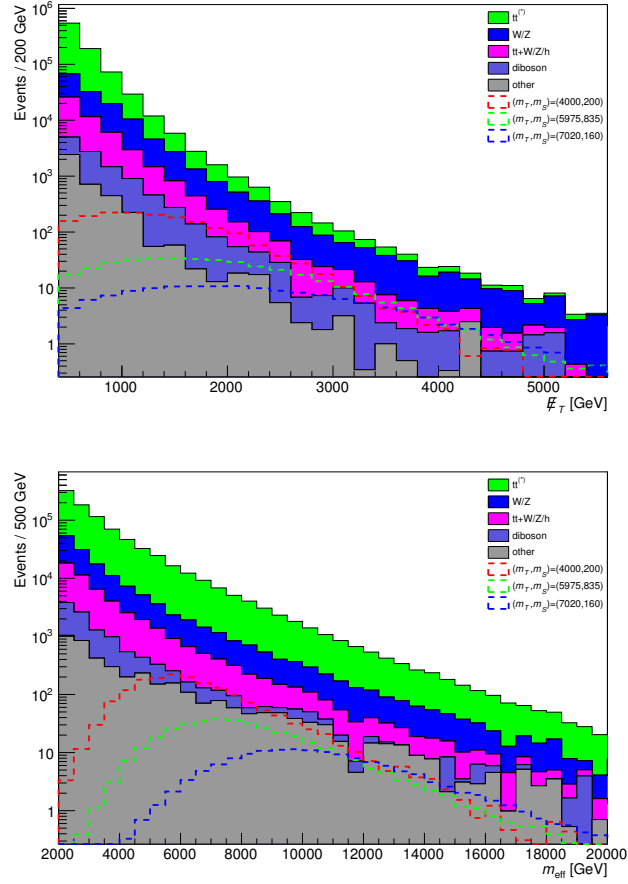 Events / 200 GeV
10⁶
10⁵
10⁴
10³
10²
10
1
tt⁽*⁾
W/Z
tt+W/Z/h
diboson
other
(m_T,m_S)=(4000,200)
(m_T,m_S)=(5975,835)
(m_T,m_S)=(7020,160)
1000 2000 3000 4000 5000
E̸_T [GeV]
Events / 500 GeV
10⁵
10⁴
10³
10²
10
1
tt⁽*⁾
W/Z
tt+W/Z/h
diboson
other
(m_T,m_S)=(4000,200)
(m_T,m_S)=(5975,835)
(m_T,m_S)=(7020,160)
2000 4000 6000 8000 10000 12000 14000 16000 18000 20000
m_eff [GeV]